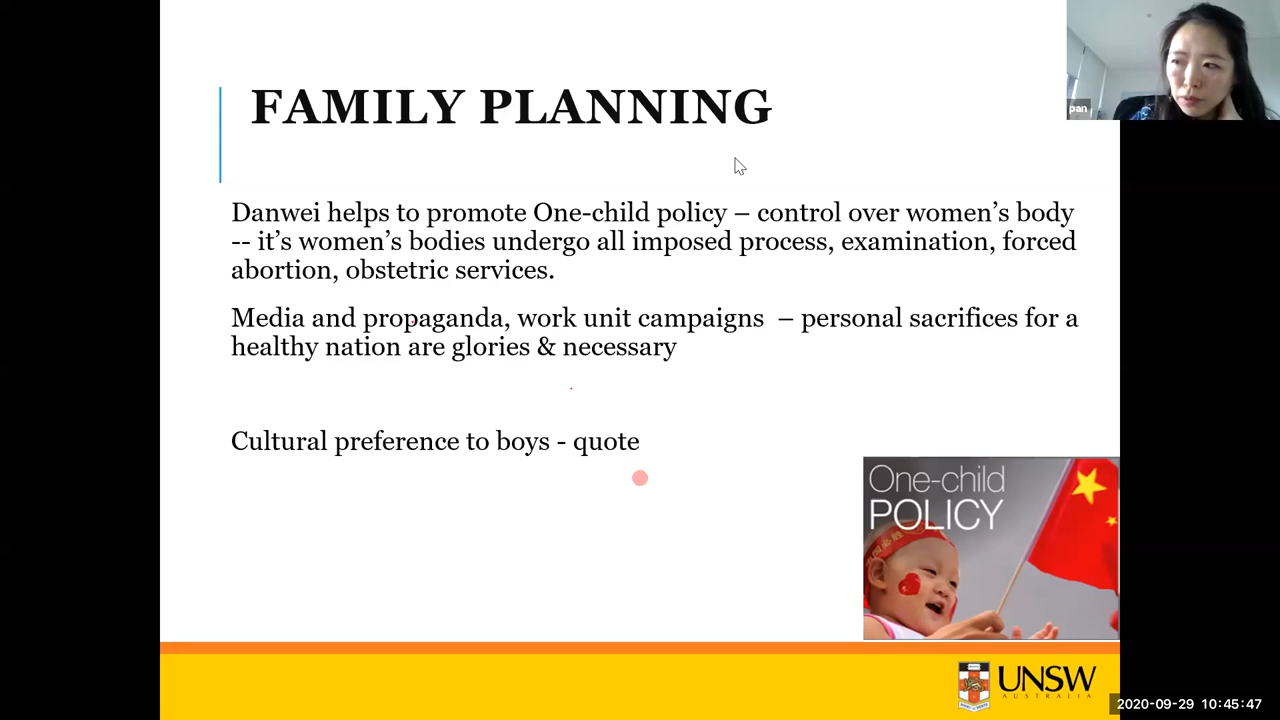 pan
FAMILY PLANNING
Danwei helps to promote One-child policy – control over women’s body
-- it’s women’s bodies undergo all imposed process, examination, forced
abortion, obstetric services.
Media and propaganda, work unit campaigns – personal sacrifices for a
healthy nation are glories & necessary
Cultural preference to boys - quote
One-child
POLICY
UNSW
AUSTRALIA
2020-09-29 10:45:47